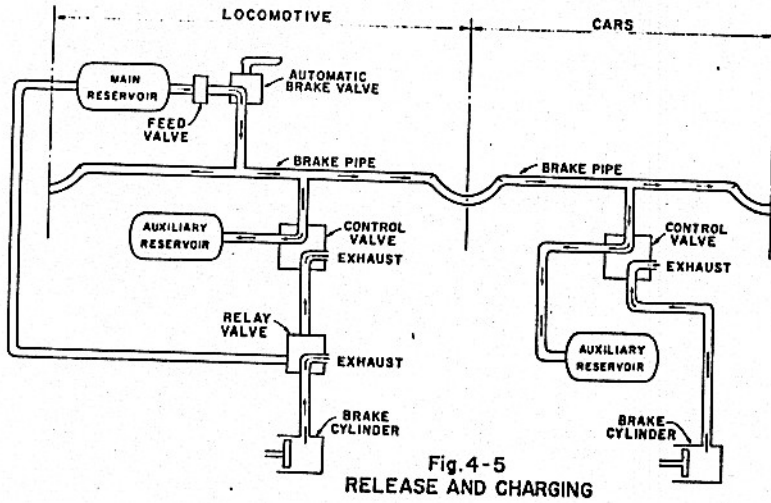 LOCOMOTIVE
CARS
MAIN
RESERVOIR
FEED
VALVE
AUTOMATIC
BRAKE VALVE
BRAKE PIPE
BRAKE PIPE
AUXILIARY
RESERVOIR
CONTROL
VALVE
EXHAUST
CONTROL
VALVE
EXHAUST
RELAY
VALVE
EXHAUST
AUXILIARY
RESERVOIR
BRAKE
CYLINDER
BRAKE
CYLINDER
Fig.4-5
RELEASE AND CHARGING